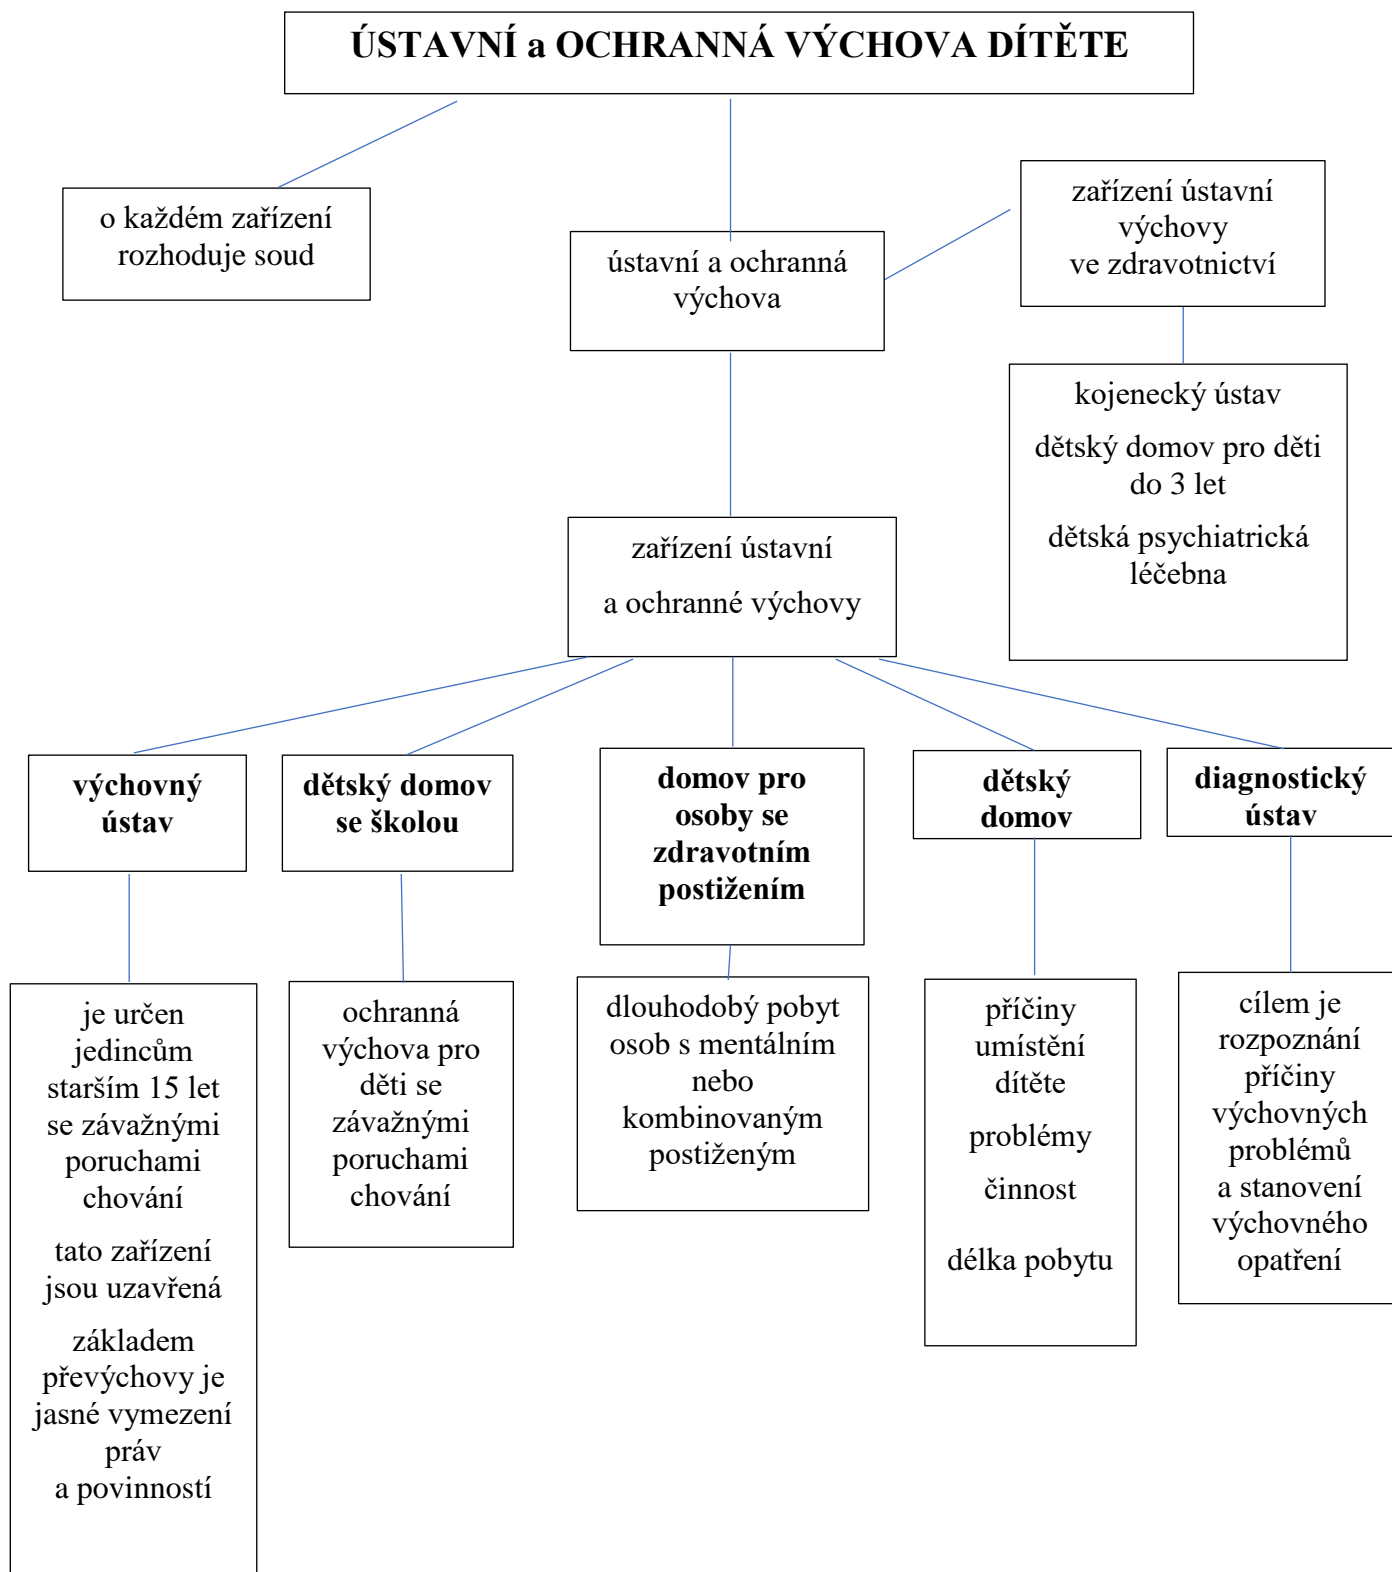 ÚSTAVNÍ a OCHRANNÁ VÝCHOVA DÍTĚTE
o každém zařízení
rozhoduje soud
ústavní a ochranná
výchova
zařízení ústavní
výchovy
ve zdravotnictví
kojenecký ústav
dětský domov pro děti
do 3 let
dětská psychiatrická
léčebna
zařízení ústavní
a ochranné výchovy
výchovný
ústav
dětský domov
se školou
domov pro
osoby se
zdravotním
postižením
dětský
domov
diagnostický
ústav
je určen
jedincům
starším 15 let
se závažnými
poruchami
chování
tato zařízení
jsou uzavřená
základem
převýchovy je
jasné vymezení
práv
a povinností
ochranná
výchova pro
děti se
závažnými
poruchami
chování
dlouhodobý pobyt
osob s mentálním
nebo
kombinovaným
postiženým
příčiny
umístění
dítěte
problémy
činnost
délka pobytu
cílem je
rozpoznání
příčiny
výchovných
problémů
a stanovení
výchovného
opatření